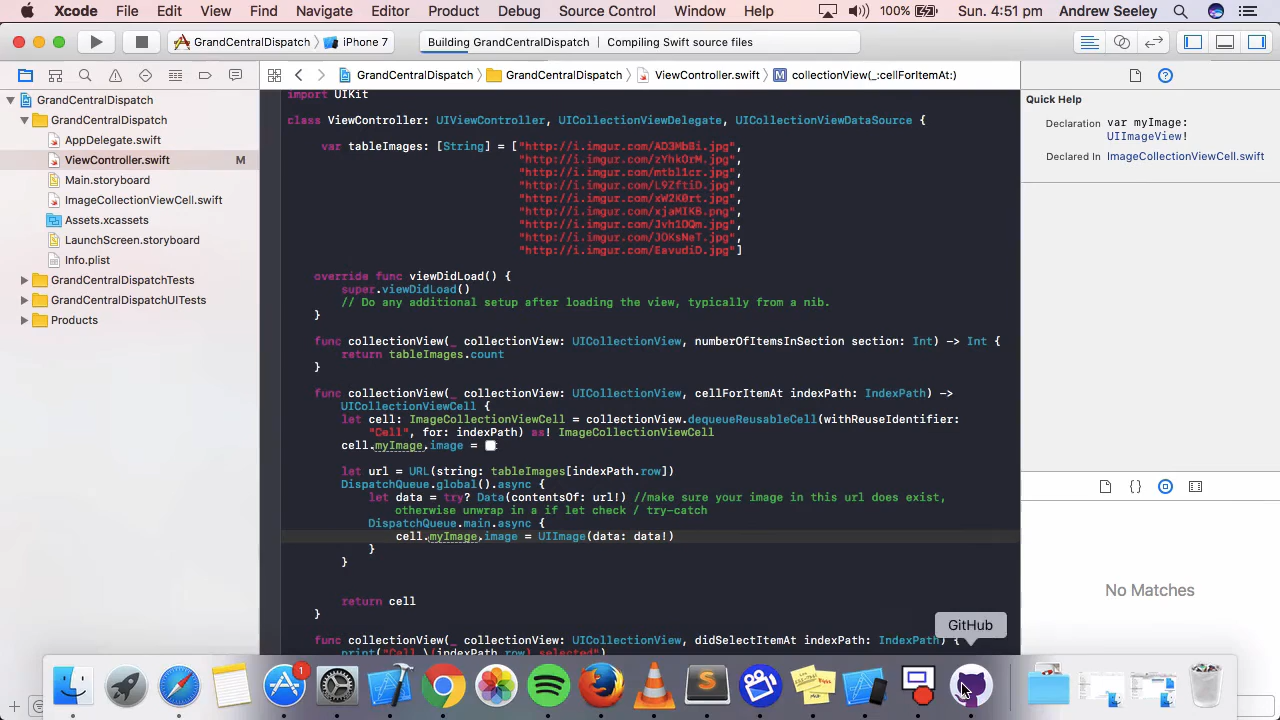 Xcode File Edit View Find Navigate Editor Product Debug Source Control Window Help 100% Sun. 4:51 pm Andrew Seeley
GrandCentralDispatch iPhone 7 Building GrandCentralDispatch Compiling Swift source files
GrandCentralDispatch GrandCentralDispatch ViewController.swift M collectionView(_:cellForItemAt:)
GrandCentralDispatch
GrandCentralDispatch
AppDelegate.swift
ViewController.swift M
Main.storyboard
ImageCollectionViewCell.swift
Assets.xcassets
LaunchScreen.storyboard
Info.plist
GrandCentralDispatchTests
GrandCentralDispatchUITests
Products
import UIKit
class ViewController: UIViewController, UICollectionViewDelegate, UICollectionViewDataSource {
var tableImages: [String] = ["http://i.imgur.com/AD3MbBi.jpg",
"http://i.imgur.com/zYhkOrM.jpg",
"http://i.imgur.com/mtbl1cr.jpg",
"http://i.imgur.com/L9ZftiD.jpg",
"http://i.imgur.com/xW2K0rt.jpg",
"http://i.imgur.com/xjaMIKB.png",
"http://i.imgur.com/Jvh1OQm.jpg",
"http://i.imgur.com/JOKsNeT.jpg",
"http://i.imgur.com/EavudiD.jpg"]
override func viewDidLoad() {
super.viewDidLoad()
// Do any additional setup after loading the view, typically from a nib.
}
func collectionView(_ collectionView: UICollectionView, numberOfItemsInSection section: Int) -> Int {
return tableImages.count
}
func collectionView(_ collectionView: UICollectionView, cellForItemAt indexPath: IndexPath) ->
UICollectionViewCell {
let cell: ImageCollectionViewCell = collectionView.dequeueReusableCell(withReuseIdentifier:
"Cell", for: indexPath) as! ImageCollectionViewCell
cell.myImage.image =
let url = URL(string: tableImages[indexPath.row])
DispatchQueue.global().async {
let data = try? Data(contentsOf: url!) //make sure your image in this url does exist,
otherwise unwrap in a if let check / try-catch
DispatchQueue.main.async {
cell.myImage.image = UIImage(data: data!)
}
}
return cell
}
func collectionView(_ collectionView: UICollectionView, didSelectItemAt indexPath: IndexPath) {
print("Cell \(indexPath.row) selected")
Quick Help
Declaration var myImage:
UIImageView!
Declared In ImageCollectionViewCell.swift
No Matches
GitHub
1